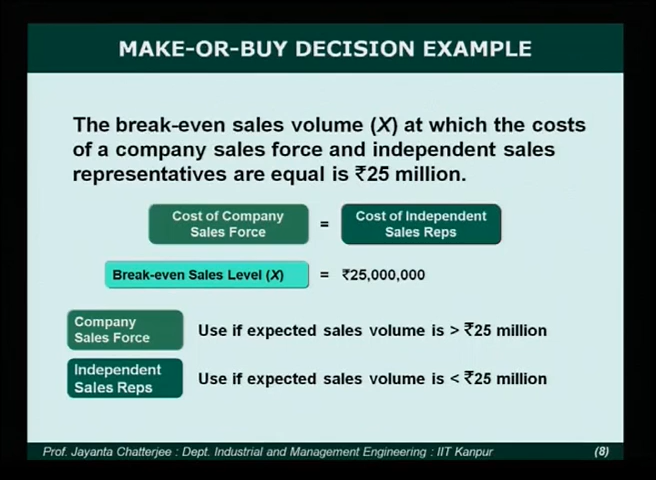 MAKE-OR-BUY DECISION EXAMPLE
The break-even sales volume (X) at which the costs
of a company sales force and independent sales
representatives are equal is ₹25 million.
Cost of Company
Sales Force
=
Cost of Independent
Sales Reps
Break-even Sales Level (X)
= ₹25,000,000
Company
Sales Force
Use if expected sales volume is > ₹25 million
Independent
Sales Reps
Use if expected sales volume is < ₹25 million
Prof. Jayanta Chatterjee : Dept. Industrial and Management Engineering : IIT Kanpur
(8)